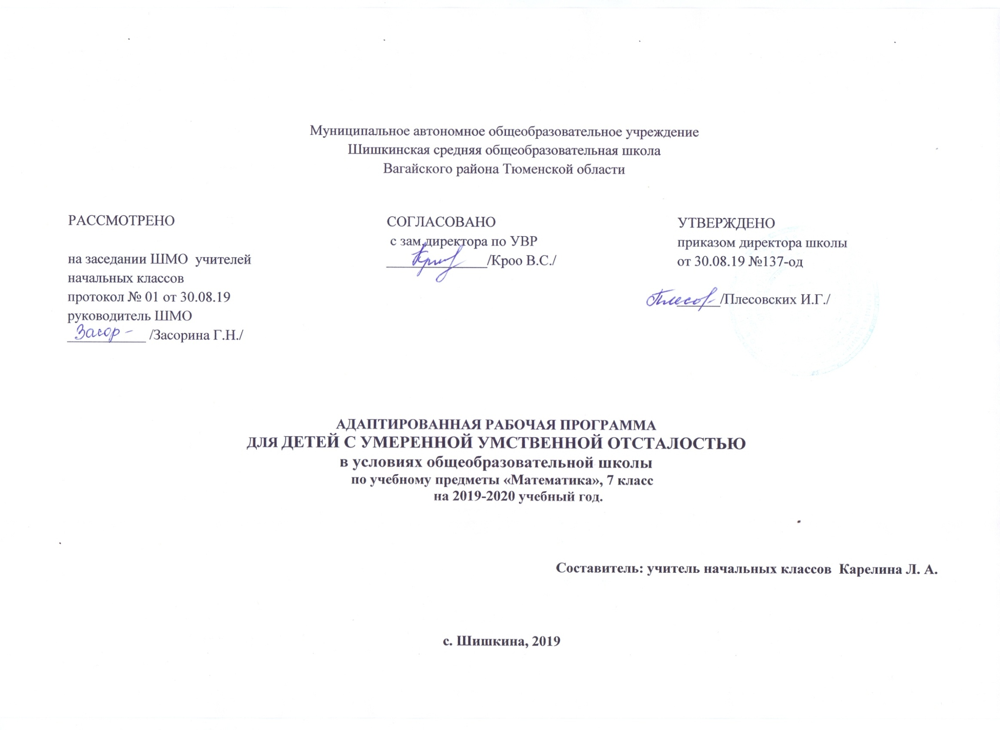 Муниципальное автономное общеобразовательное учреждение
Шишкинская средняя общеобразовательная школа
Вагайского района Тюменской области
РАССМОТРЕНО
на заседании ШМО учителей
начальных классов
протокол № 01 от 30.08.19
руководитель ШМО
Засор- /Засорина Г.Н./
СОГЛАСОВАНО
с зам.директора по УВР
/Кроо В.С./
УТВЕРЖДЕНО
приказом директора школы
от 30.08.19 №137-од
Плесов- /Плесовских И.Г./
АДАПТИРОВАННАЯ РАБОЧАЯ ПРОГРАММА
ДЛЯ ДЕТЕЙ С УМЕРЕННОЙ УМСТВЕННОЙ ОТСТАЛОСТЬЮ
в условиях общеобразовательной школы
по учебному предметы «Математика», 7 класс
на 2019-2020 учебный год.
Составитель: учитель начальных классов Карелина Л. А.
с. Шишкина, 2019